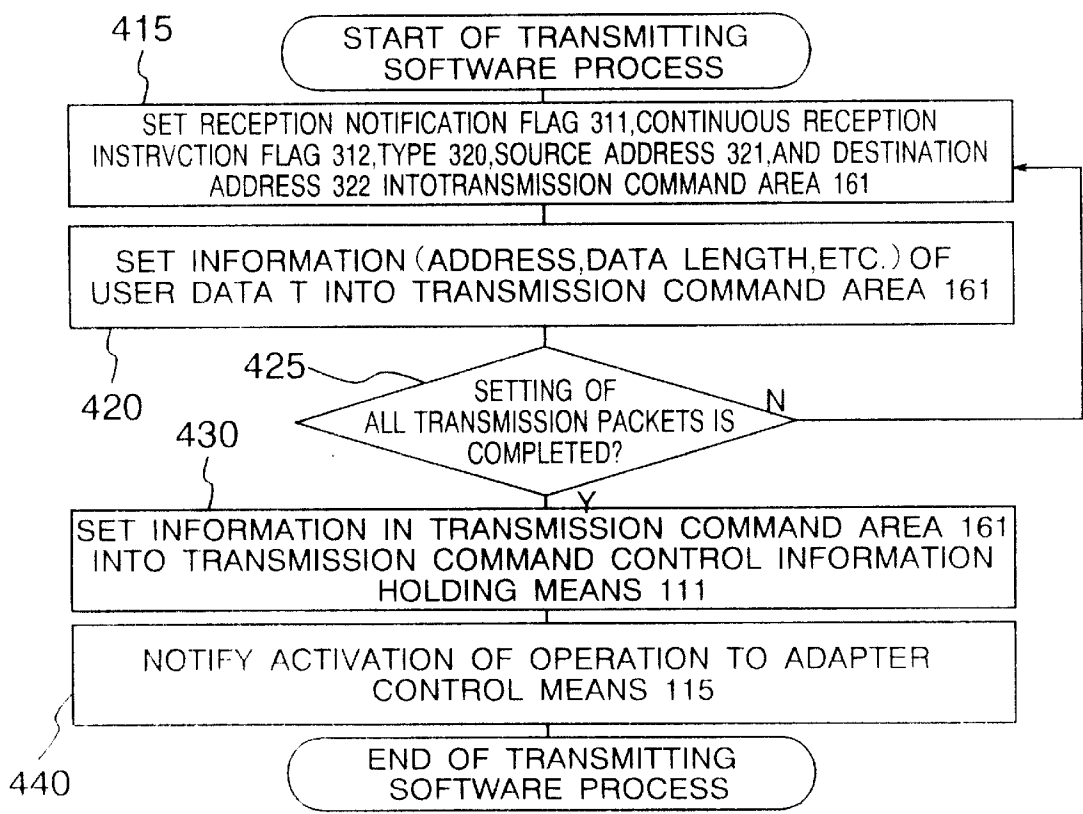 415
START OF TRANSMITTING
SOFTWARE PROCESS
SET RECEPTION NOTIFICATION FLAG 311,CONTINUOUS RECEPTION
INSTRVCTION FLAG 312,TYPE 320,SOURCE ADDRESS 321,AND DESTINATION
ADDRESS 322 INTOTRANSMISSION COMMAND AREA 161
SET INFORMATION (ADDRESS,DATA LENGTH,ETC.) OF
USER DATA T INTO TRANSMISSION COMMAND AREA 161
420
425
SETTING OF
ALL TRANSMISSION PACKETS IS
COMPLETED?
N
Y
430
SET INFORMATION IN TRANSMISSION COMMAND AREA 161
INTO TRANSMISSION COMMAND CONTROL INFORMATION
HOLDING MEANS 111
NOTIFY ACTIVATION OF OPERATION TO ADAPTER
CONTROL MEANS 115
440
END OF TRANSMITTING
SOFTWARE PROCESS